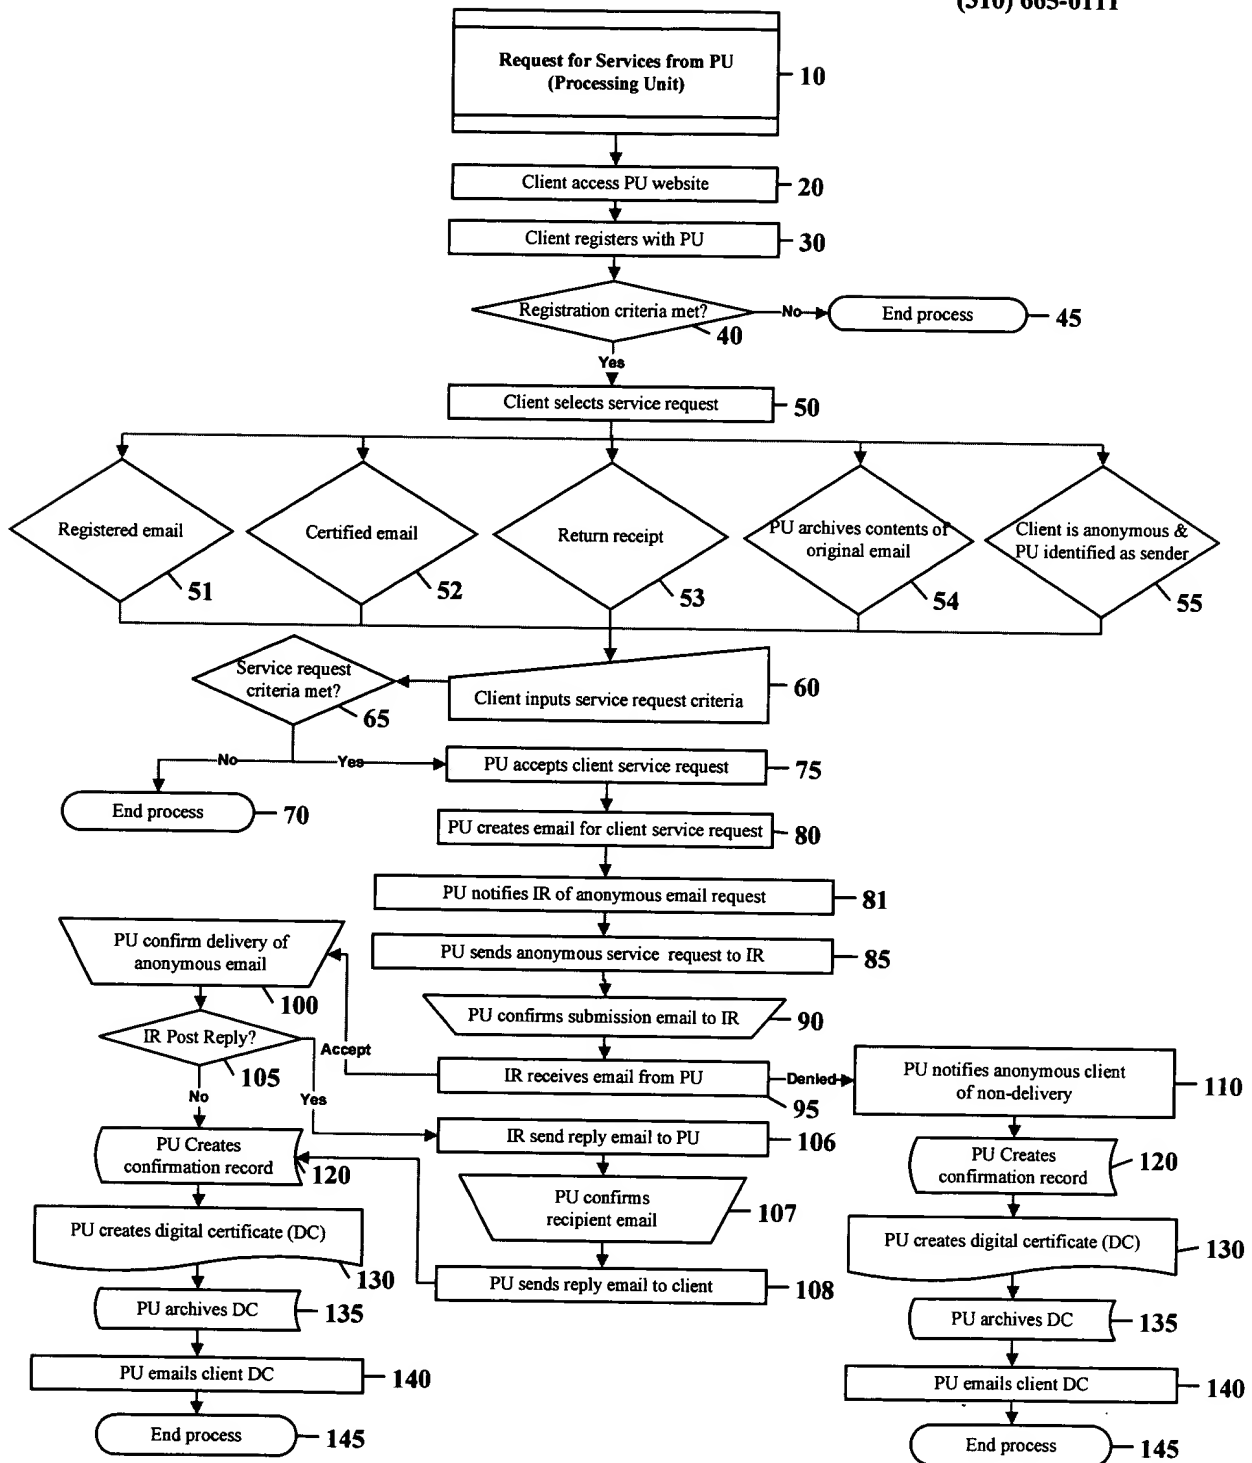 (310) 665-0111
Request for Services from PU
(Processing Unit)
10
Client access PU website
20
Client registers with PU
30
Registration criteria met?
40
No
End process
45
Yes
Client selects service request
50
Registered email
51
Certified email
52
Return receipt
53
PU archives contents of
original email
54
Client is anonymous &
PU identified as sender
55
Service request
criteria met?
65
Client inputs service request criteria
60
No
Yes
PU accepts client service request
75
End process
70
PU creates email for client service request
80
PU notifies IR of anonymous email request
81
PU confirm delivery of
anonymous email
100
PU sends anonymous service request to IR
85
PU confirms submission email to IR
90
IR Post Reply?
105
Accept
IR receives email from PU
95
Denied
PU notifies anonymous client
of non-delivery
110
No
Yes
IR send reply email to PU
106
PU Creates
confirmation record
120
PU confirms
recipient email
107
PU Creates
confirmation record
120
PU creates digital certificate (DC)
130
PU sends reply email to client
108
PU creates digital certificate (DC)
130
PU archives DC
135
PU archives DC
135
PU emails client DC
140
PU emails client DC
140
End process
145
End process
145